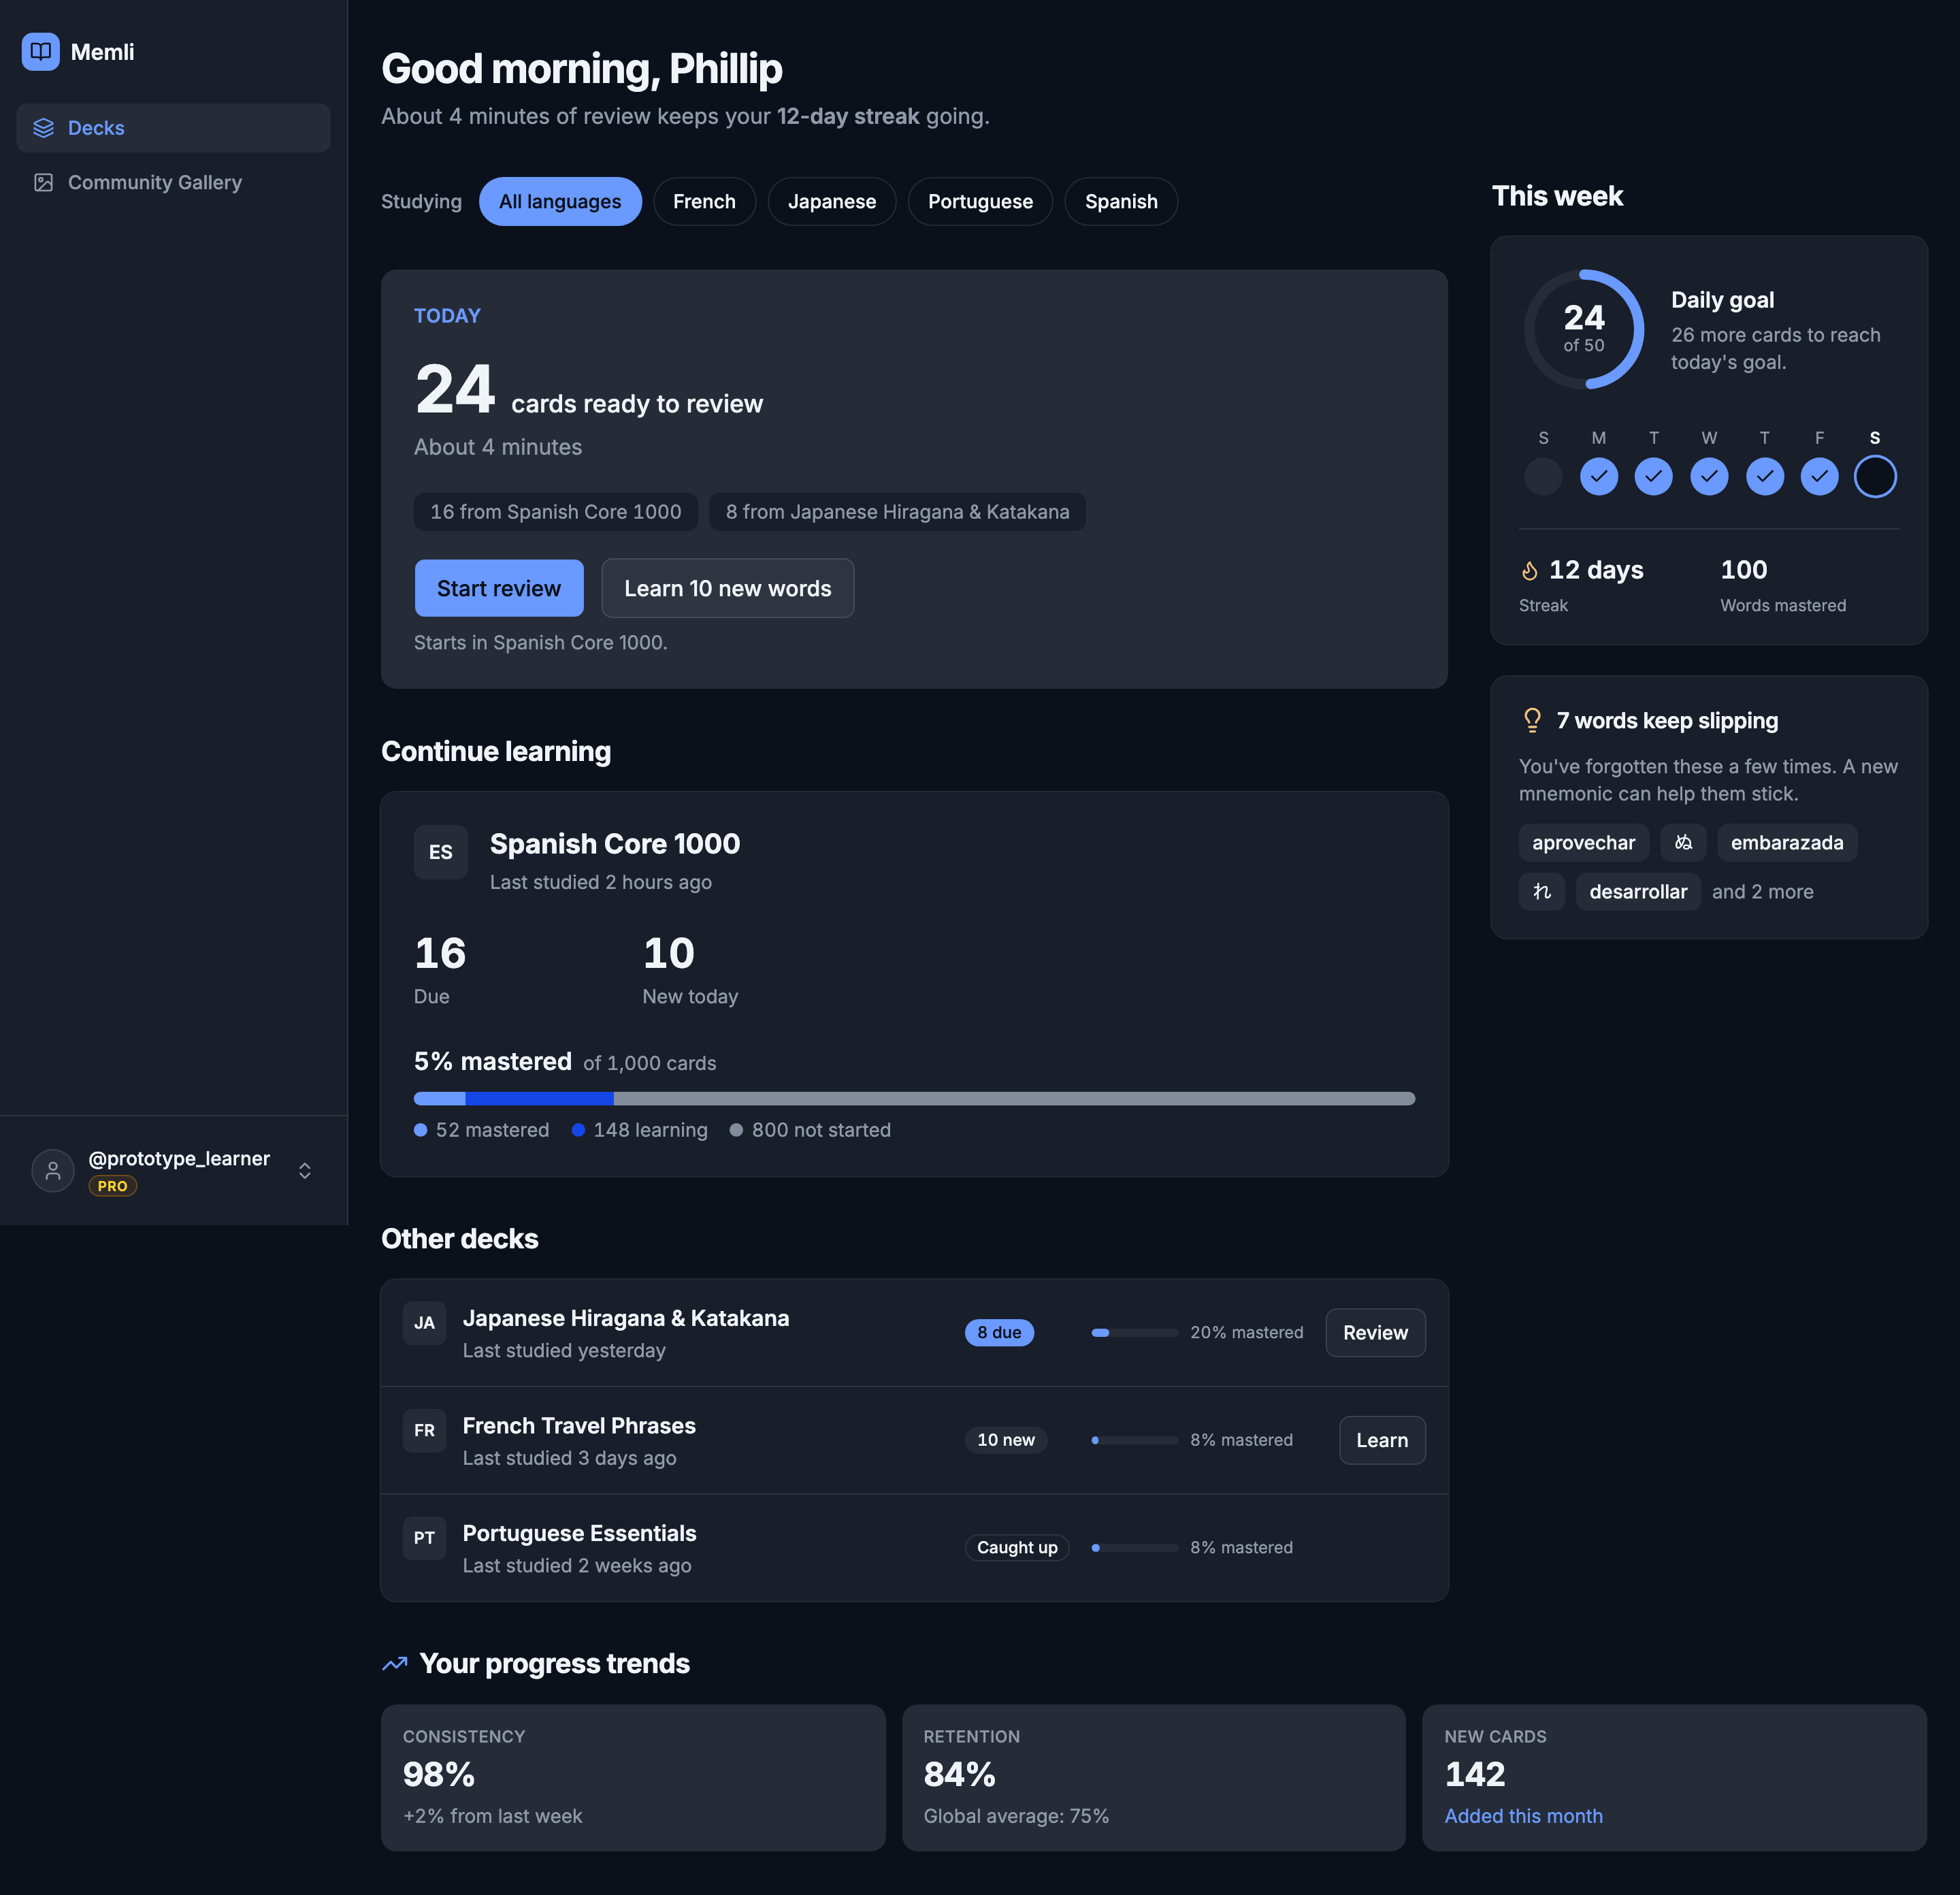 Memli
Decks
Community Gallery
@prototype_learner
PRO
Good morning, Phillip
About 4 minutes of review keeps your 12-day streak going.
Studying All languages French Japanese Portuguese Spanish
TODAY
24 cards ready to review
About 4 minutes
16 from Spanish Core 1000 8 from Japanese Hiragana & Katakana
Start review Learn 10 new words
Starts in Spanish Core 1000.
Continue learning
ES
Spanish Core 1000
Last studied 2 hours ago
16 10
Due New today
5% mastered of 1,000 cards
52 mastered 148 learning 800 not started
Other decks
JA
Japanese Hiragana & Katakana
Last studied yesterday
8 due
20% mastered
Review
FR
French Travel Phrases
Last studied 3 days ago
10 new
8% mastered
Learn
PT
Portuguese Essentials
Last studied 2 weeks ago
Caught up
8% mastered
This week
24
of 50
Daily goal
26 more cards to reach
today's goal.
S M T W T F S
12 days 100
Streak Words mastered
7 words keep slipping
You've forgotten these a few times. A new
mnemonic can help them stick.
aprovechar embarazada
れ desarrollar and 2 more
Your progress trends
CONSISTENCY
98%
+2% from last week
RETENTION
84%
Global average: 75%
NEW CARDS
142
Added this month